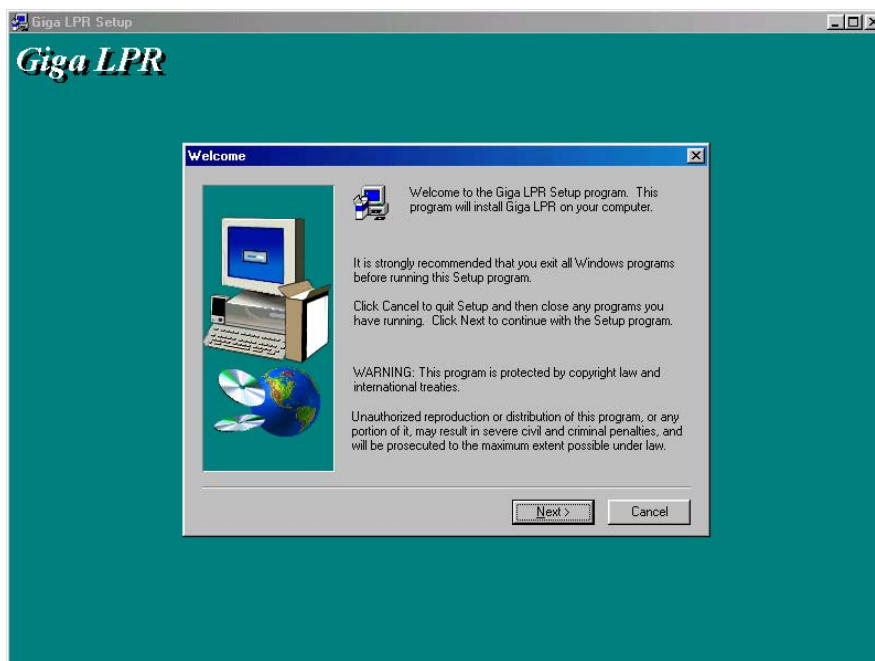 Giga LPR Setup
Giga LPR
Welcome
Welcome to the Giga LPR Setup program. This
program will install Giga LPR on your computer.
It is strongly recommended that you exit all Windows programs
before running this Setup program.
Click Cancel to quit Setup and then close any programs you
have running. Click Next to continue with the Setup program.
WARNING: This program is protected by copyright law and
international treaties.
Unauthorized reproduction or distribution of this program, or any
portion of it, may result in severe civil and criminal penalties, and
will be prosecuted to the maximum extent possible under law.
Next >
Cancel